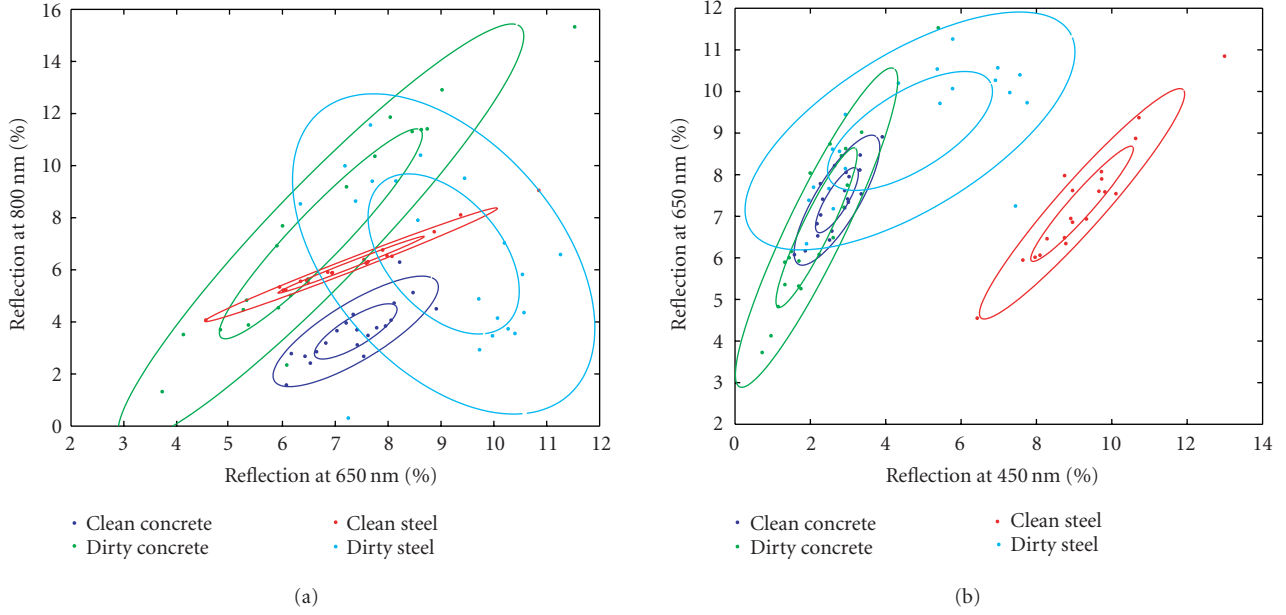 16
14
12
10
8
6
4
2
0
Reflection at 800 nm (%)
2 3 4 5 6 7 8 9 10 11 12
Reflection at 650 nm (%)
Clean concrete
Dirty concrete
Clean steel
Dirty steel
(a)
12
11
10
9
8
7
6
5
4
3
2
Reflection at 650 nm (%)
0 2 4 6 8 10 12 14
Reflection at 450 nm (%)
Clean concrete
Dirty concrete
Clean steel
Dirty steel
(b)